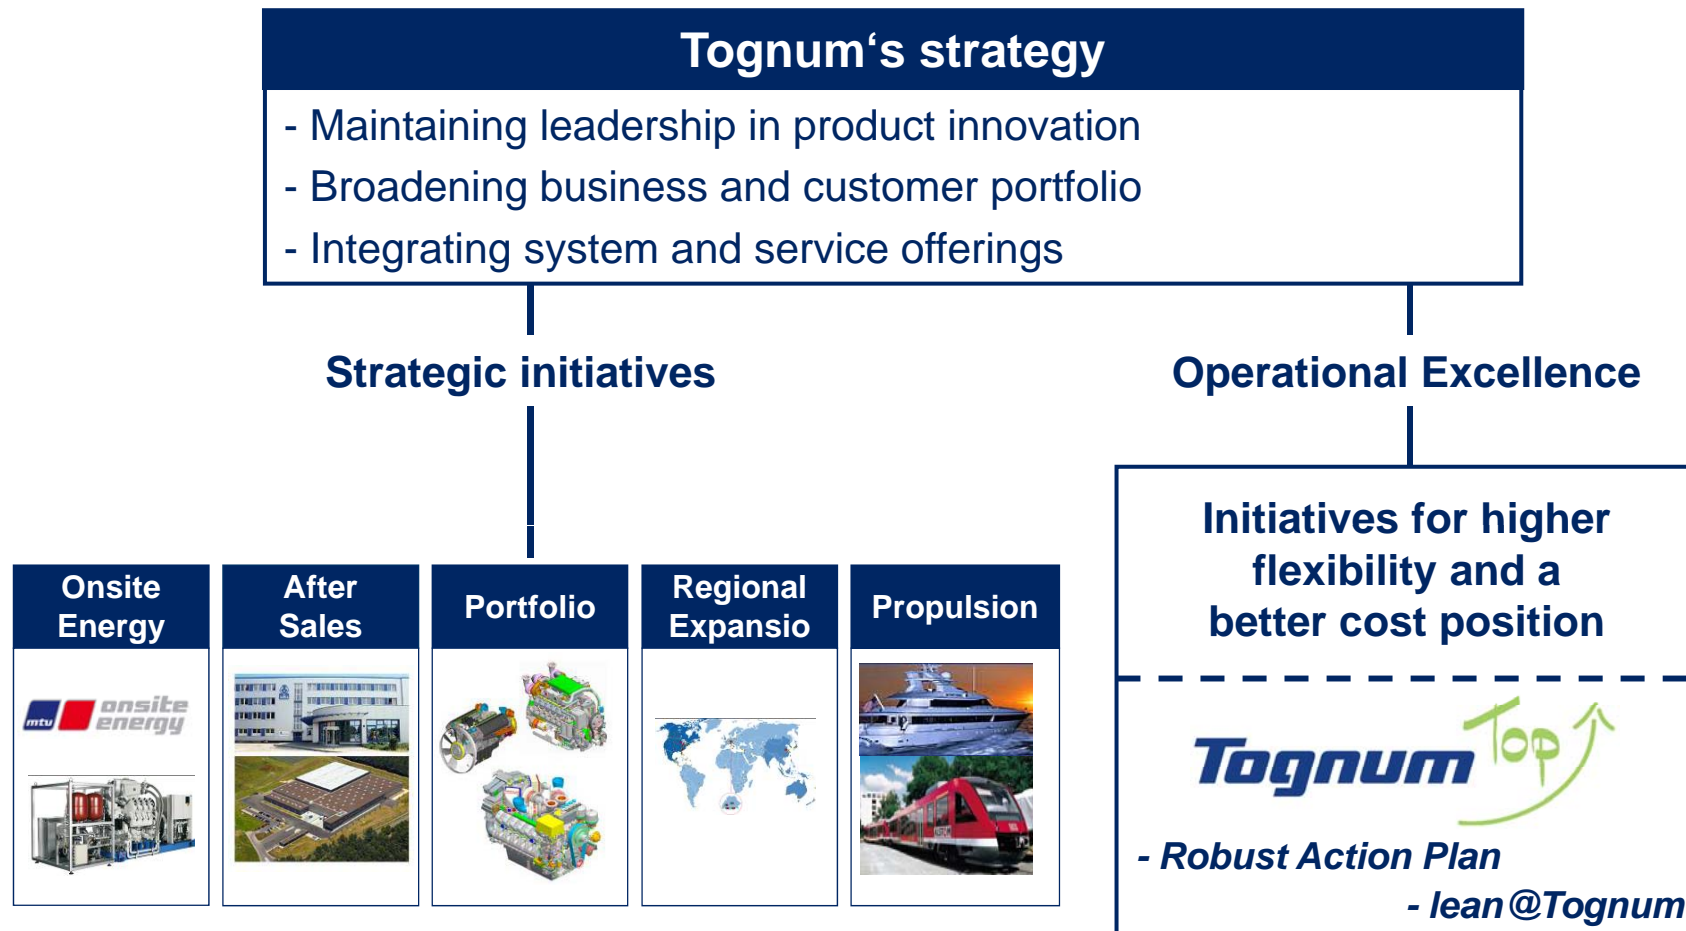 Tognum‘s strategy
- Maintaining leadership in product innovation
- Broadening business and customer portfolio
- Integrating system and service offerings
Strategic initiatives
Operational Excellence
Onsite
Energy
After
Sales
Portfolio
Regional
Expansio
Propulsion
mtu
onsite
energy
Initiatives for higher
flexibility and a
better cost position
Tognum Top
- Robust Action Plan
- lean@Tognum